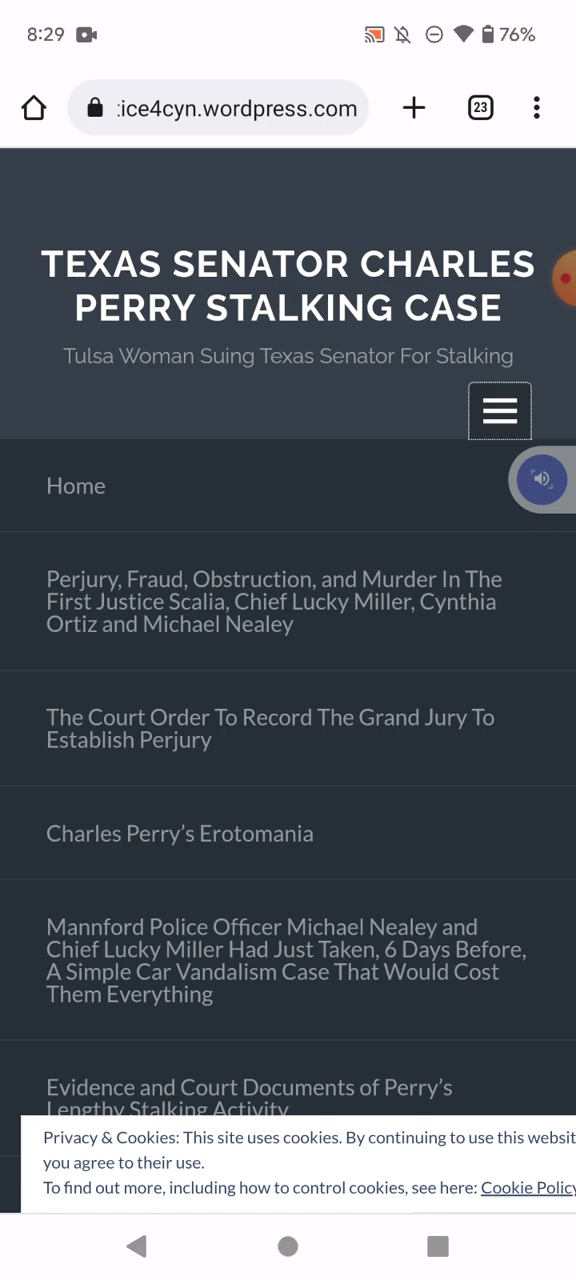 8:29
76%
:ice4cyn.wordpress.com
23
TEXAS SENATOR CHARLES
PERRY STALKING CASE
Tulsa Woman Suing Texas Senator For Stalking
Home
Perjury, Fraud, Obstruction, and Murder In The
First Justice Scalia, Chief Lucky Miller, Cynthia
Ortiz and Michael Nealey
The Court Order To Record The Grand Jury To
Establish Perjury
Charles Perry’s Erotomania
Mannford Police Officer Michael Nealey and
Chief Lucky Miller Had Just Taken, 6 Days Before,
A Simple Car Vandalism Case That Would Cost
Them Everything
Evidence and Court Documents of Perry’s
Lengthy Stalking Activity
Privacy & Cookies: This site uses cookies. By continuing to use this websit
you agree to their use.
To find out more, including how to control cookies, see here: Cookie Policy